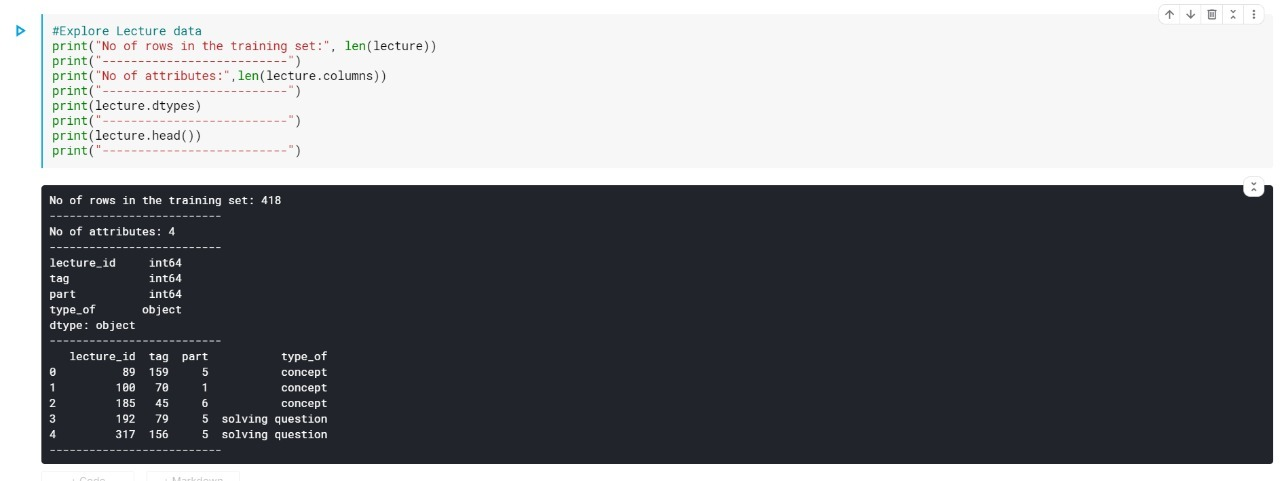 #Explore Lecture data
print("No of rows in the training set:", len(lecture))
print("--------------------------")
print("No of attributes:",len(lecture.columns))
print("--------------------------")
print(lecture.dtypes)
print("--------------------------")
print(lecture.head())
print("--------------------------")
No of rows in the training set: 418
--------------------------
No of attributes: 4
--------------------------
lecture_id     int64
tag            int64
part           int64
type_of       object
dtype: object
--------------------------
   lecture_id  tag  part           type_of
0          89  159     5           concept
1         100   70     1           concept
2         185   45     6           concept
3         192   79     5  solving question
4         317  156     5  solving question
--------------------------
+ Code + Markdown